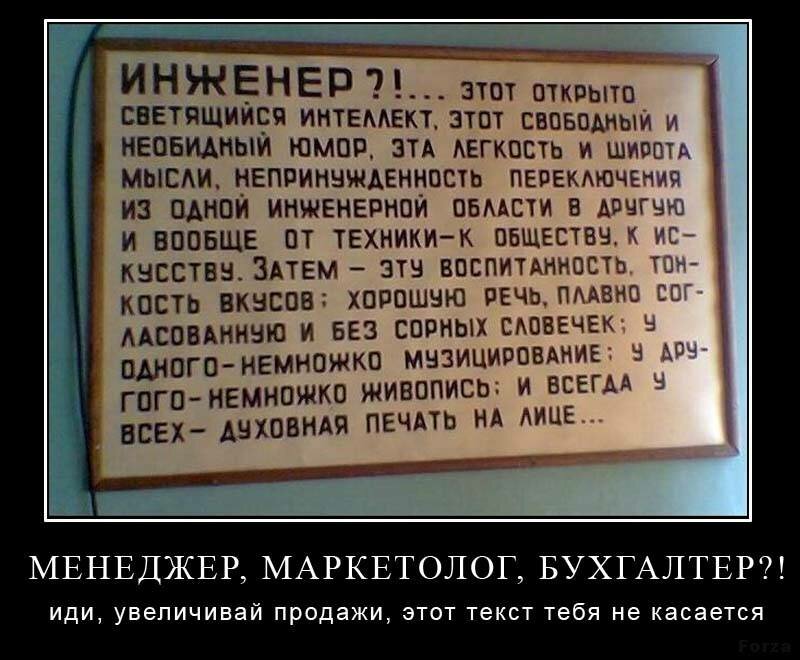 ИНЖЕНЕР?!... ЭТОТ ОТКРЫТО
СВЕТЯЩИЙСЯ ИНТЕЛЛЕКТ, ЭТОТ СВОБОДНЫЙ И
НЕОБИДНЫЙ ЮМОР, ЭТА ЛЕГКОСТЬ И ШИРОТА
МЫСЛИ, НЕПРИНУЖДЕННОСТЬ ПЕРЕКЛЮЧЕНИЯ
ИЗ ОДНОЙ ИНЖЕНЕРНОЙ ОБЛАСТИ В ДРУГУЮ
И ВООБЩЕ ОТ ТЕХНИКИ-К ОБЩЕСТВУ, К ИС-
КУССТВУ. ЗАТЕМ - ЭТУ ВОСПИТАННОСТЬ, ТОН-
КОСТЬ ВКУСОВ; ХОРОШУЮ РЕЧЬ, ПЛАВНО СОГ-
ЛАСОВАННУЮ И БЕЗ СОРНЫХ СЛОВЕЧЕК; У
ОДНОГО-НЕМНОЖКО МУЗИЦИРОВАНИЕ; У ДРУ-
ГОГО-НЕМНОЖКО ЖИВОПИСЬ; И ВСЕГДА У
ВСЕХ- ДУХОВНАЯ ПЕЧАТЬ НА ЛИЦЕ...
МЕНЕДЖЕР, МАРКЕТОЛОГ, БУХГАЛТЕР?!
иди, увеличивай продажи, этот текст тебя не касается
Forza